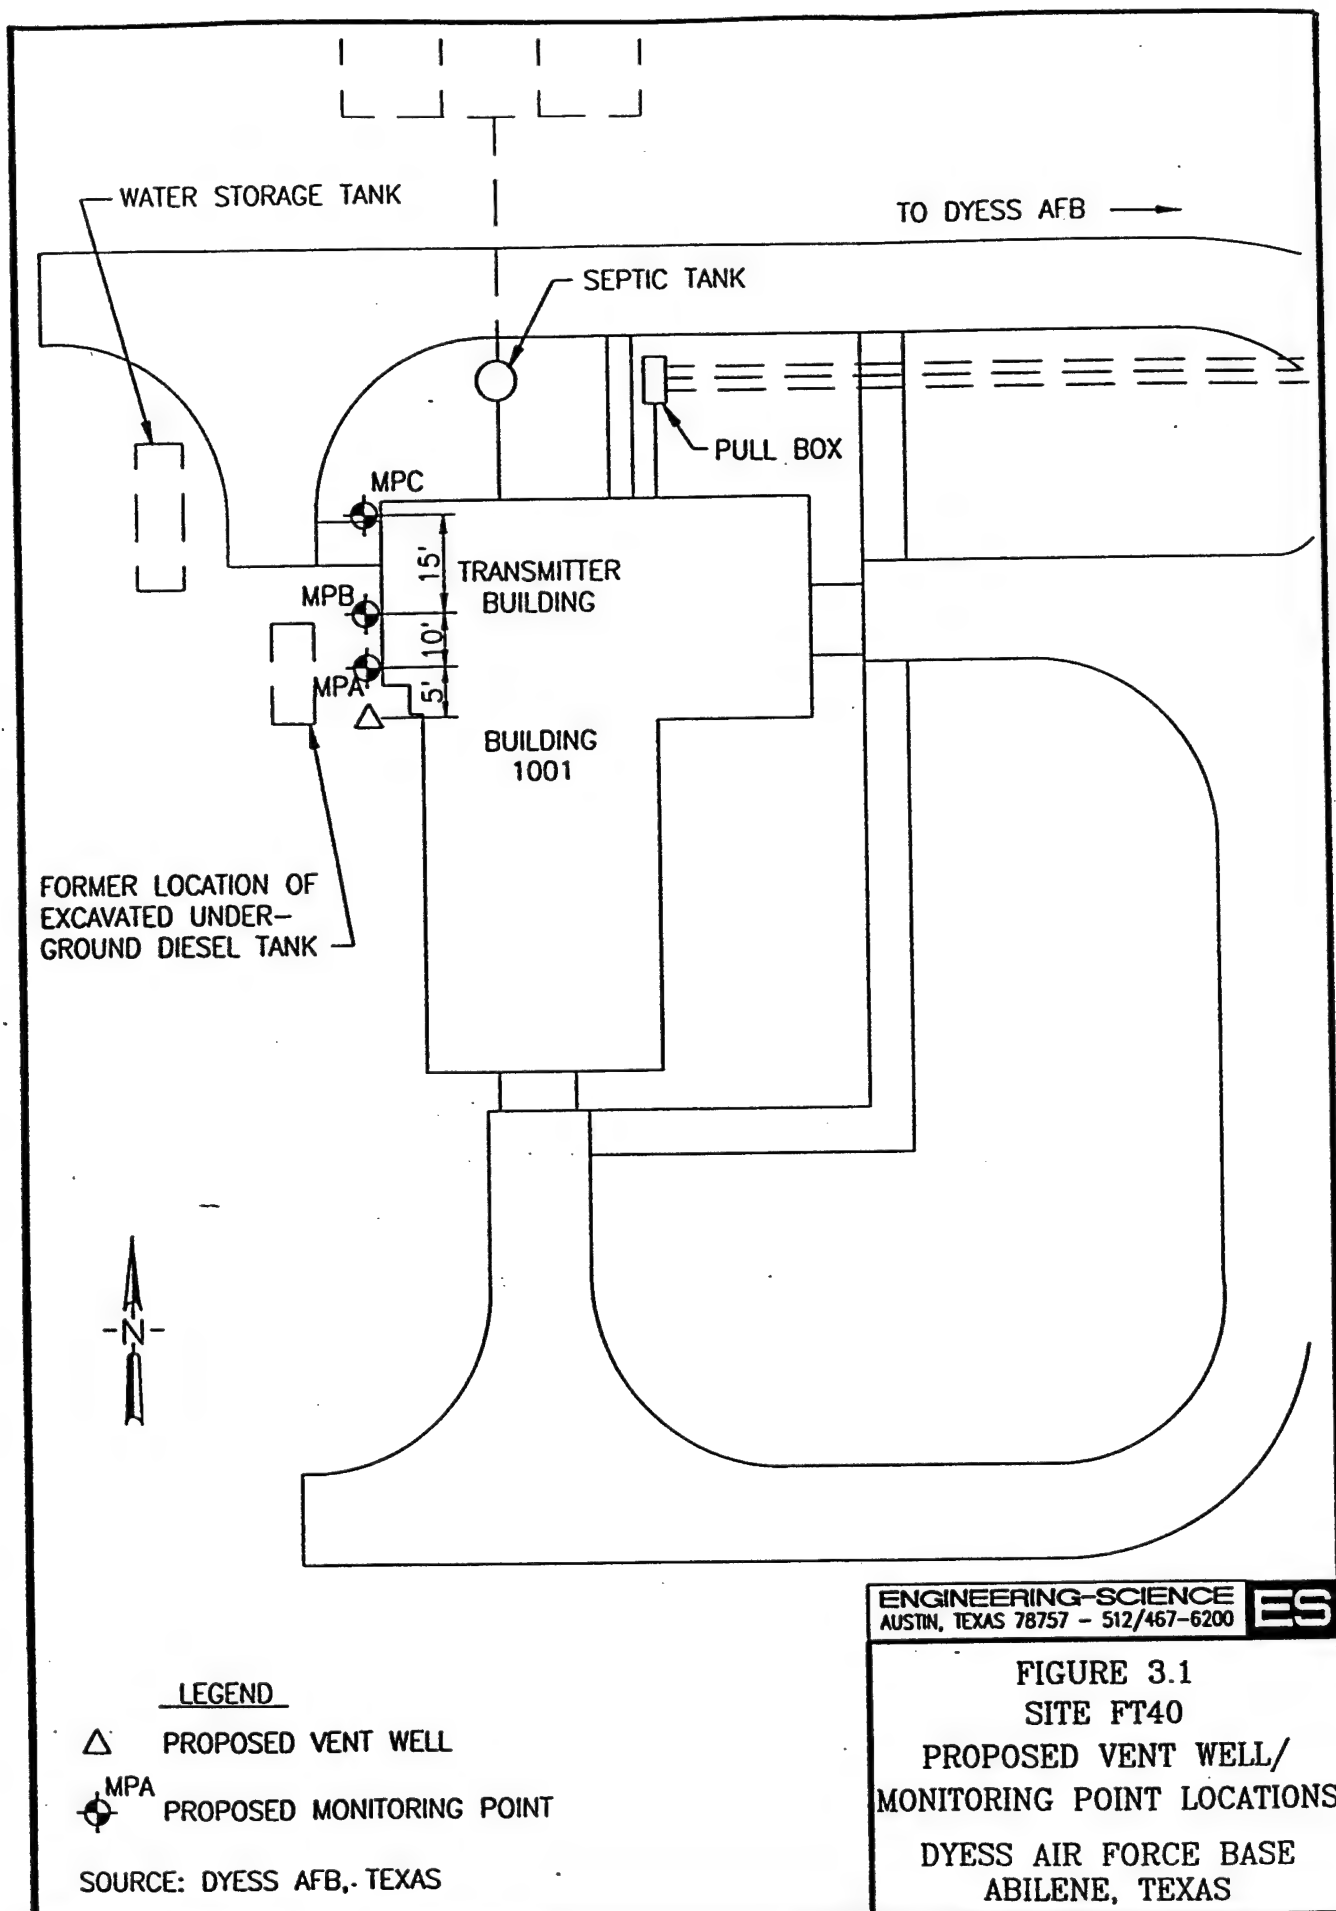 WATER STORAGE TANK
TO DYESS AFB
SEPTIC TANK
PULL BOX
MPC
15'
TRANSMITTER
BUILDING
MPB
10'
MPA
5'
BUILDING
1001
FORMER LOCATION OF
EXCAVATED UNDER-
GROUND DIESEL TANK
-N-
ENGINEERING-SCIENCE
AUSTIN, TEXAS 78757 - 512/467-6200
ES
FIGURE 3.1
SITE FT40
PROPOSED VENT WELL/
MONITORING POINT LOCATIONS
DYESS AIR FORCE BASE
ABILENE, TEXAS
LEGEND
PROPOSED VENT WELL
MPA
PROPOSED MONITORING POINT
SOURCE: DYESS AFB, TEXAS